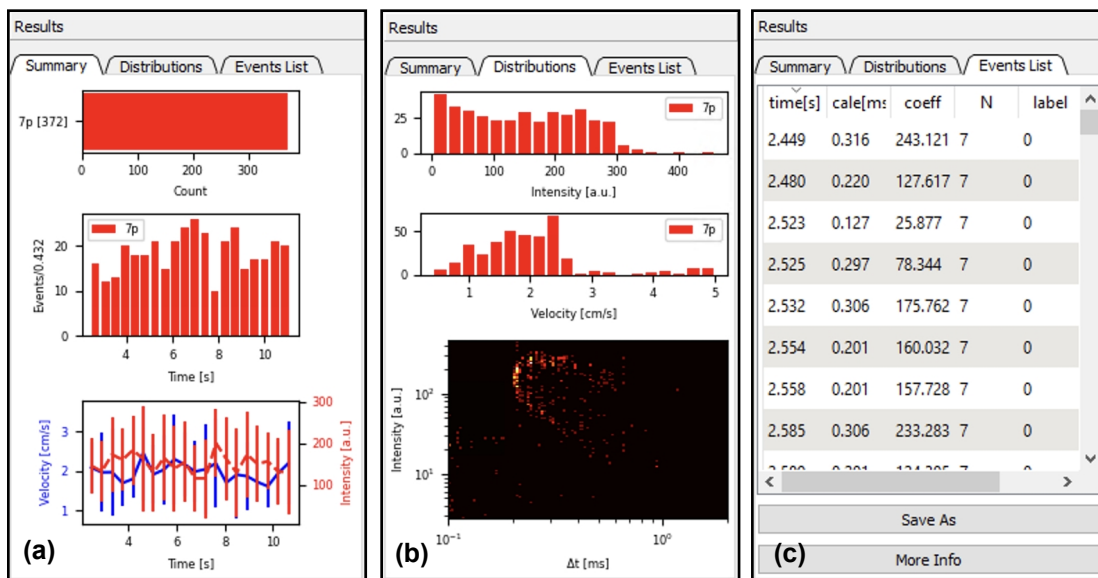 Results
Summary
Distributions
Events List
7p [372]
0
100
200
300
Count
Events/0.432
20
10
0
7p
4
6
8
10
Time [s]
Velocity [cm/s]
3
2
1
300
200
100
Intensity [a.u.]
4
6
8
10
Time [s]
(a)
Results
Summary
Distributions
Events List
25
0
7p
0
100
200
300
400
Intensity [a.u.]
50
0
7p
1
2
3
4
5
Velocity [cm/s]
Intensity [a.u.]
10²
10¹
10⁻¹
10⁰
Δt [ms]
(b)
Results
Summary
Distributions
Events List
time[s] cale[ms coeff N label
2.449 0.316 243.121 7 0
2.480 0.220 127.617 7 0
2.523 0.127 25.877 7 0
2.525 0.297 78.344 7 0
2.532 0.306 175.762 7 0
2.554 0.201 160.032 7 0
2.558 0.201 157.728 7 0
2.585 0.306 233.283 7 0
Save As
More Info
(c)